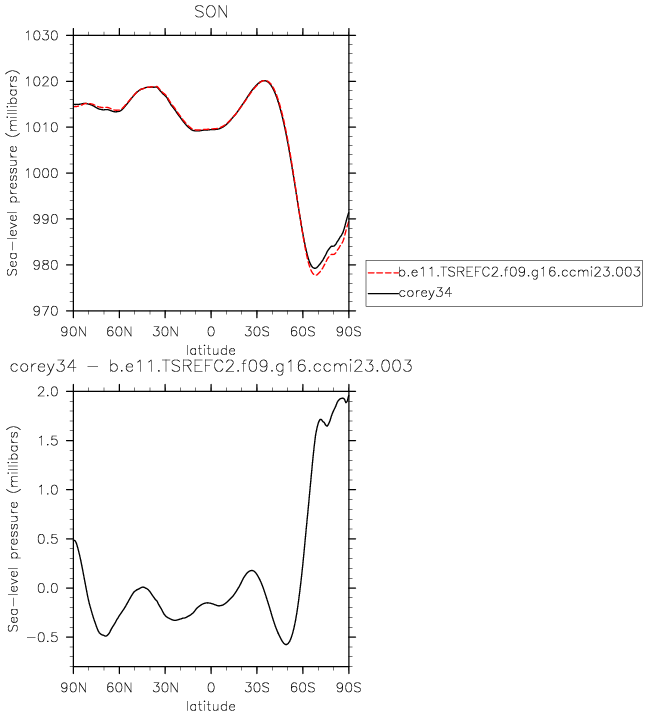 SON
1030
1020
1010
1000
990
980
970
Sea-level pressure (millibars)
90N 60N 30N 0 30S 60S 90S
latitude
b.e11.TSREFC2.f09.g16.ccmi23.003
corey34
corey34 - b.e11.TSREFC2.f09.g16.ccmi23.003
2.0
1.5
1.0
0.5
0.0
-0.5
Sea-level pressure (millibars)
90N 60N 30N 0 30S 60S 90S
latitude